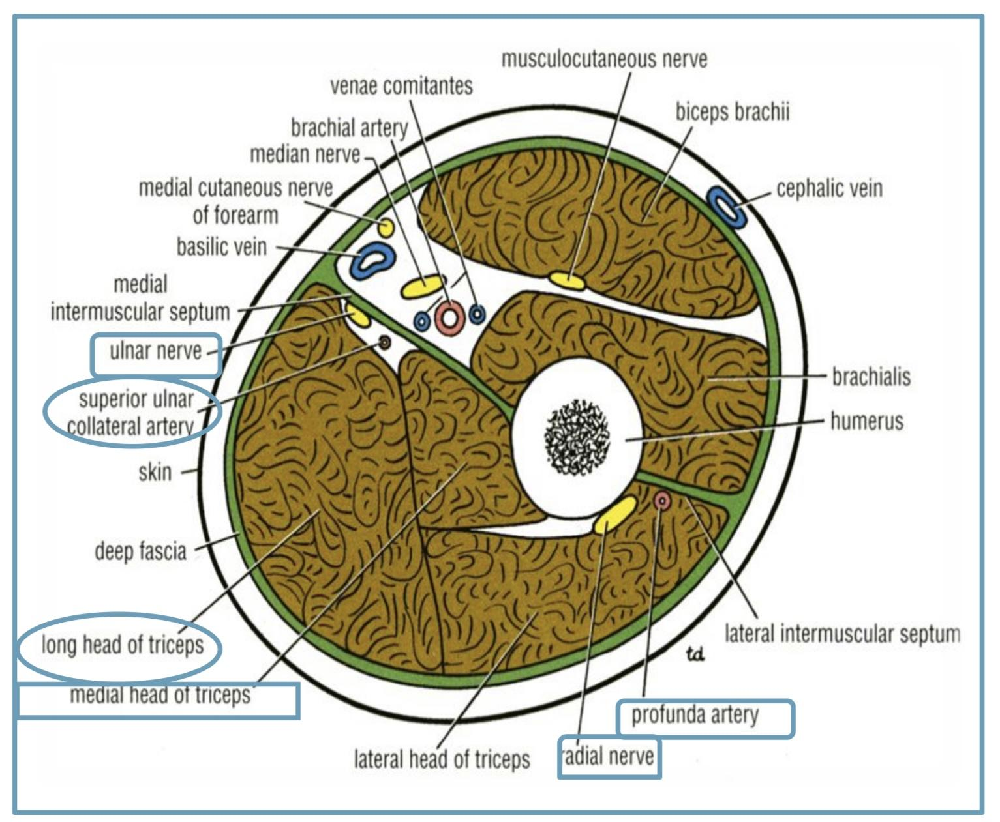 musculocutaneous nerve
venae comitantes
biceps brachii
brachial artery
median nerve
medial cutaneous nerve
of forearm
cephalic vein
basilic vein
medial
intermuscular septum
ulnar nerve
brachialis
superior ulnar
collateral artery
humerus
skin
deep fascia
long head of triceps
lateral intermuscular septum
td
medial head of triceps
profunda artery
lateral head of triceps
radial nerve